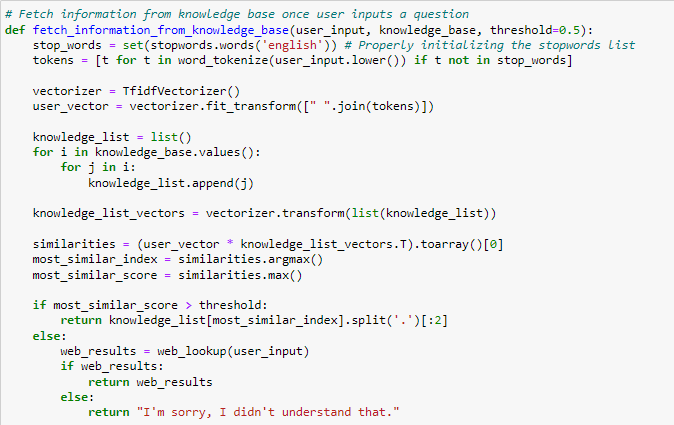 # Fetch information from knowledge base once user inputs a question
def fetch_information_from_knowledge_base(user_input, knowledge_base, threshold=0.5):
    stop_words = set(stopwords.words('english')) # Properly initializing the stopwords list
    tokens = [t for t in word_tokenize(user_input.lower()) if t not in stop_words]

    vectorizer = TfidfVectorizer()
    user_vector = vectorizer.fit_transform([" ".join(tokens)])

    knowledge_list = list()
    for i in knowledge_base.values():
        for j in i:
            knowledge_list.append(j)

    knowledge_list_vectors = vectorizer.transform(list(knowledge_list))

    similarities = (user_vector * knowledge_list_vectors.T).toarray()[0]
    most_similar_index = similarities.argmax()
    most_similar_score = similarities.max()

    if most_similar_score > threshold:
        return knowledge_list[most_similar_index].split('.')[:2]
    else:
        web_results = web_lookup(user_input)
        if web_results:
            return web_results
        else:
            return "I'm sorry, I didn't understand that."